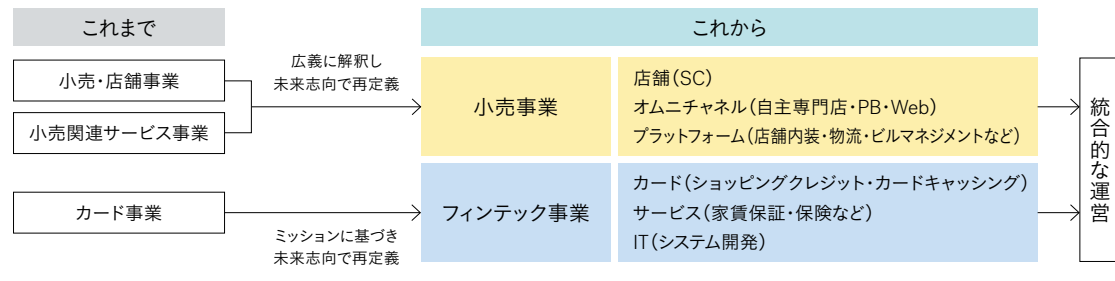 これまで
これから
小売・店舗事業
小売関連サービス事業
カード事業
広義に解釈し
未来志向で再定義
ミッションに基づき
未来志向で再定義
小売事業
店舗(SC)
オムニチャネル(自主専門店・PB・Web)
プラットフォーム(店舗内装・物流・ビルマネジメントなど)
フィンテック事業
カード(ショッピングクレジット・カードキャッシング)
サービス(家賃保証・保険など)
IT(システム開発)
統合的な運営